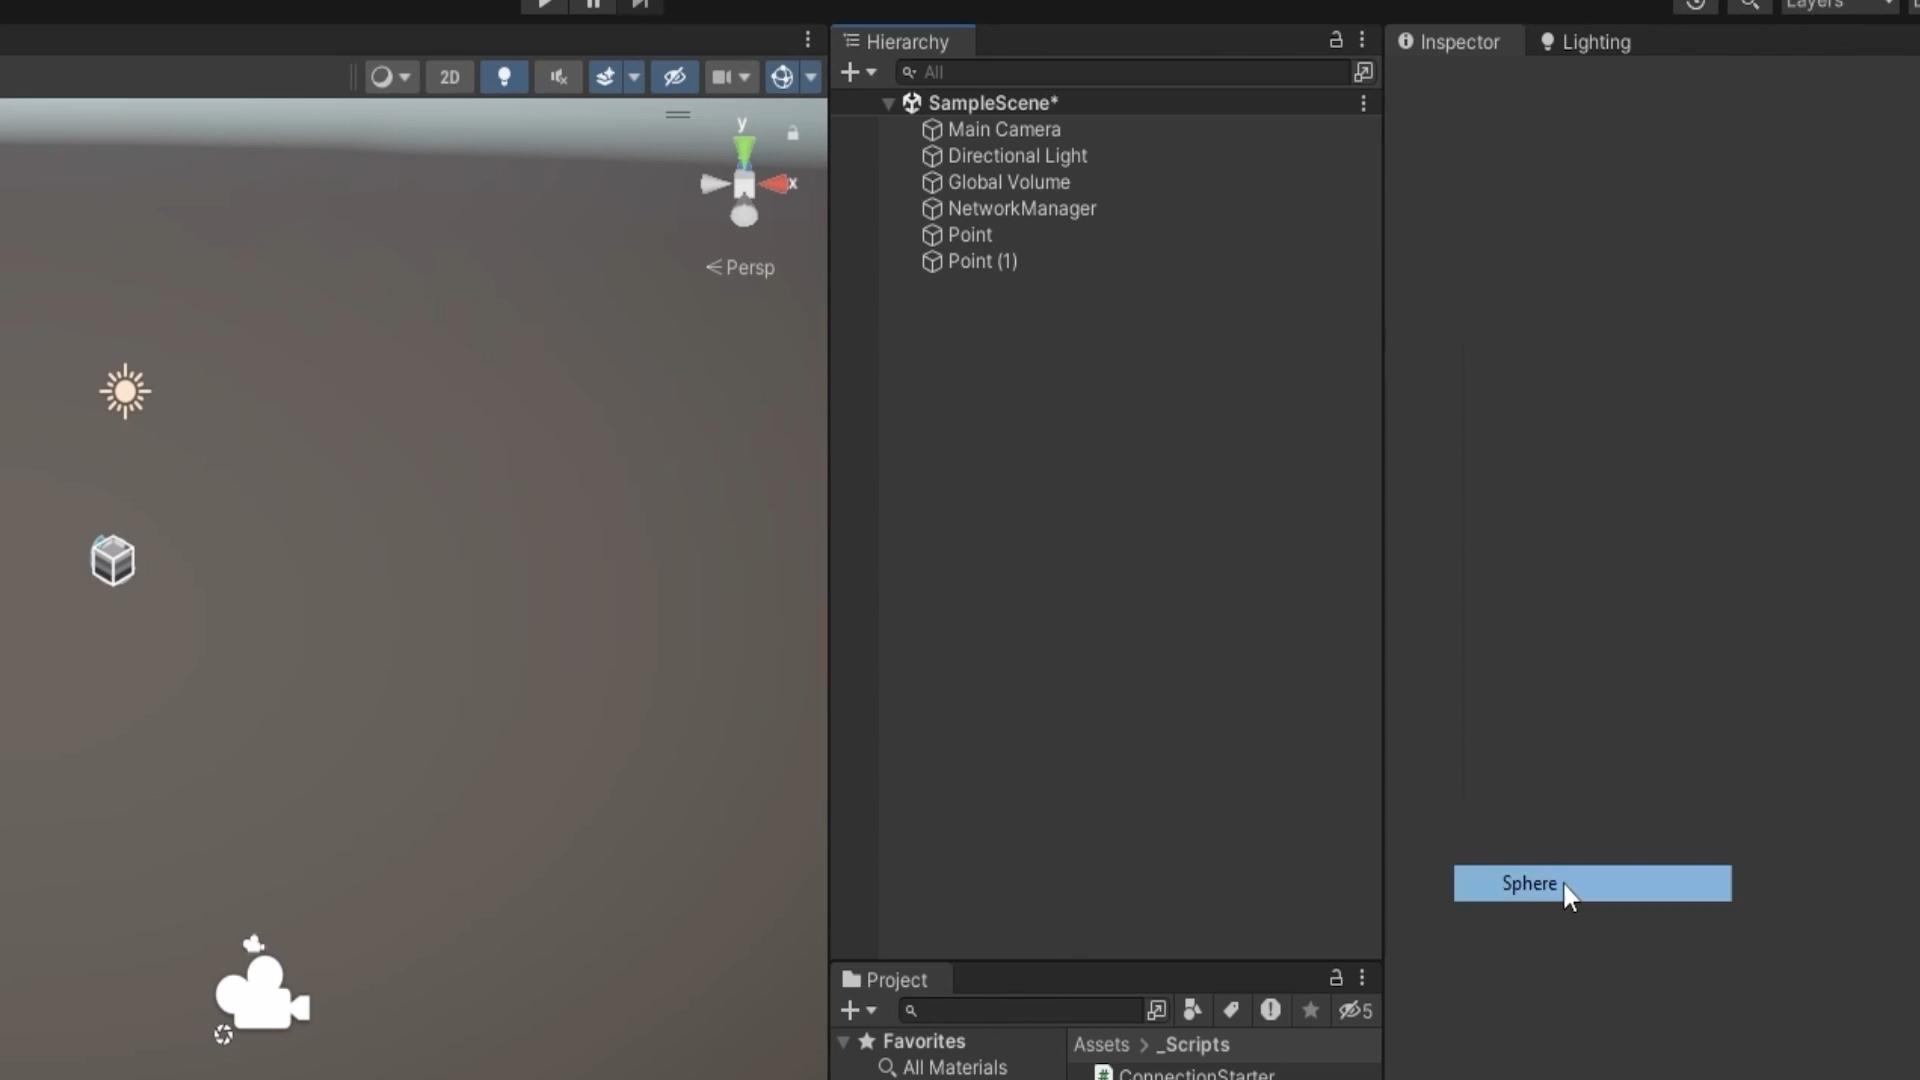 Layers
Hierarchy
Inspector
Lighting
2D
All
SampleScene*
Main Camera
Directional Light
Global Volume
NetworkManager
Point
Point (1)
y
x
Persp
Sphere
Project
5
Favorites
All Materials
Assets > _Scripts
ConnectionStarter